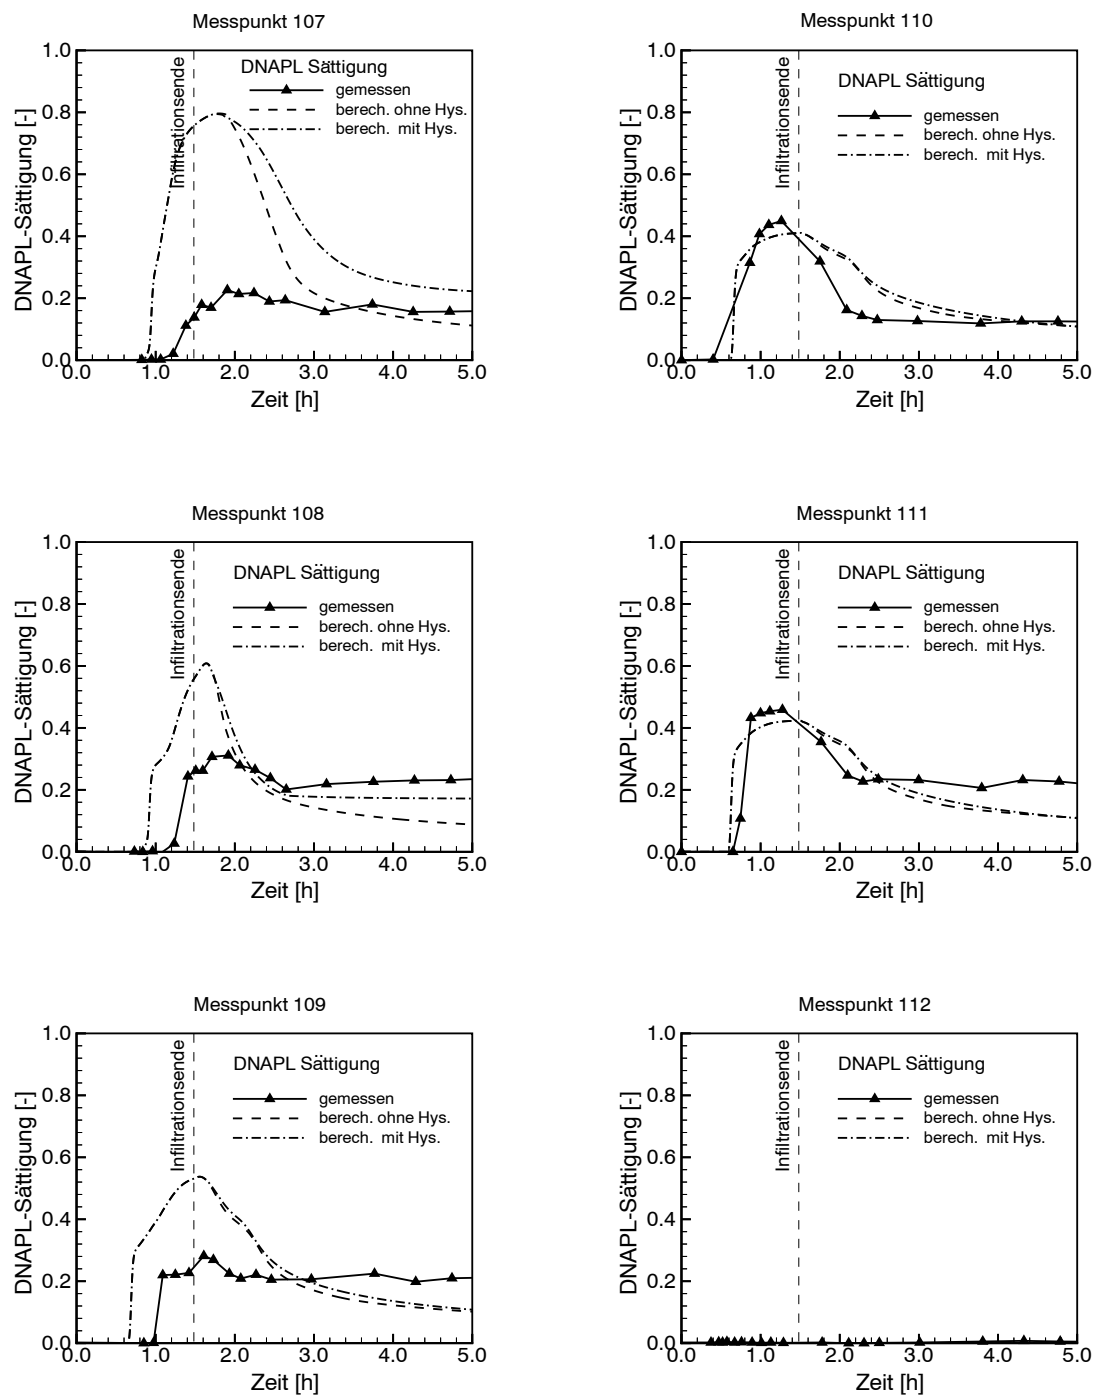 Messpunkt 107
DNAPL-Sättigung [-]
1.0
0.8
0.6
0.4
0.2
0.0
Infiltrationsende
DNAPL Sättigung
gemessen
berech. ohne Hys.
berech. mit Hys.
0.0 1.0 2.0 3.0 4.0 5.0
Zeit [h]
Messpunkt 110
DNAPL-Sättigung [-]
1.0
0.8
0.6
0.4
0.2
0.0
Infiltrationsende
DNAPL Sättigung
gemessen
berech. ohne Hys.
berech. mit Hys.
0.0 1.0 2.0 3.0 4.0 5.0
Zeit [h]
Messpunkt 108
DNAPL-Sättigung [-]
1.0
0.8
0.6
0.4
0.2
0.0
Infiltrationsende
DNAPL Sättigung
gemessen
berech. ohne Hys.
berech. mit Hys.
0.0 1.0 2.0 3.0 4.0 5.0
Zeit [h]
Messpunkt 111
DNAPL-Sättigung [-]
1.0
0.8
0.6
0.4
0.2
0.0
Infiltrationsende
DNAPL Sättigung
gemessen
berech. ohne Hys.
berech. mit Hys.
0.0 1.0 2.0 3.0 4.0 5.0
Zeit [h]
Messpunkt 109
DNAPL-Sättigung [-]
1.0
0.8
0.6
0.4
0.2
0.0
Infiltrationsende
DNAPL Sättigung
gemessen
berech. ohne Hys.
berech. mit Hys.
0.0 1.0 2.0 3.0 4.0 5.0
Zeit [h]
Messpunkt 112
DNAPL-Sättigung [-]
1.0
0.8
0.6
0.4
0.2
0.0
Infiltrationsende
DNAPL Sättigung
gemessen
berech. ohne Hys.
berech. mit Hys.
0.0 1.0 2.0 3.0 4.0 5.0
Zeit [h]